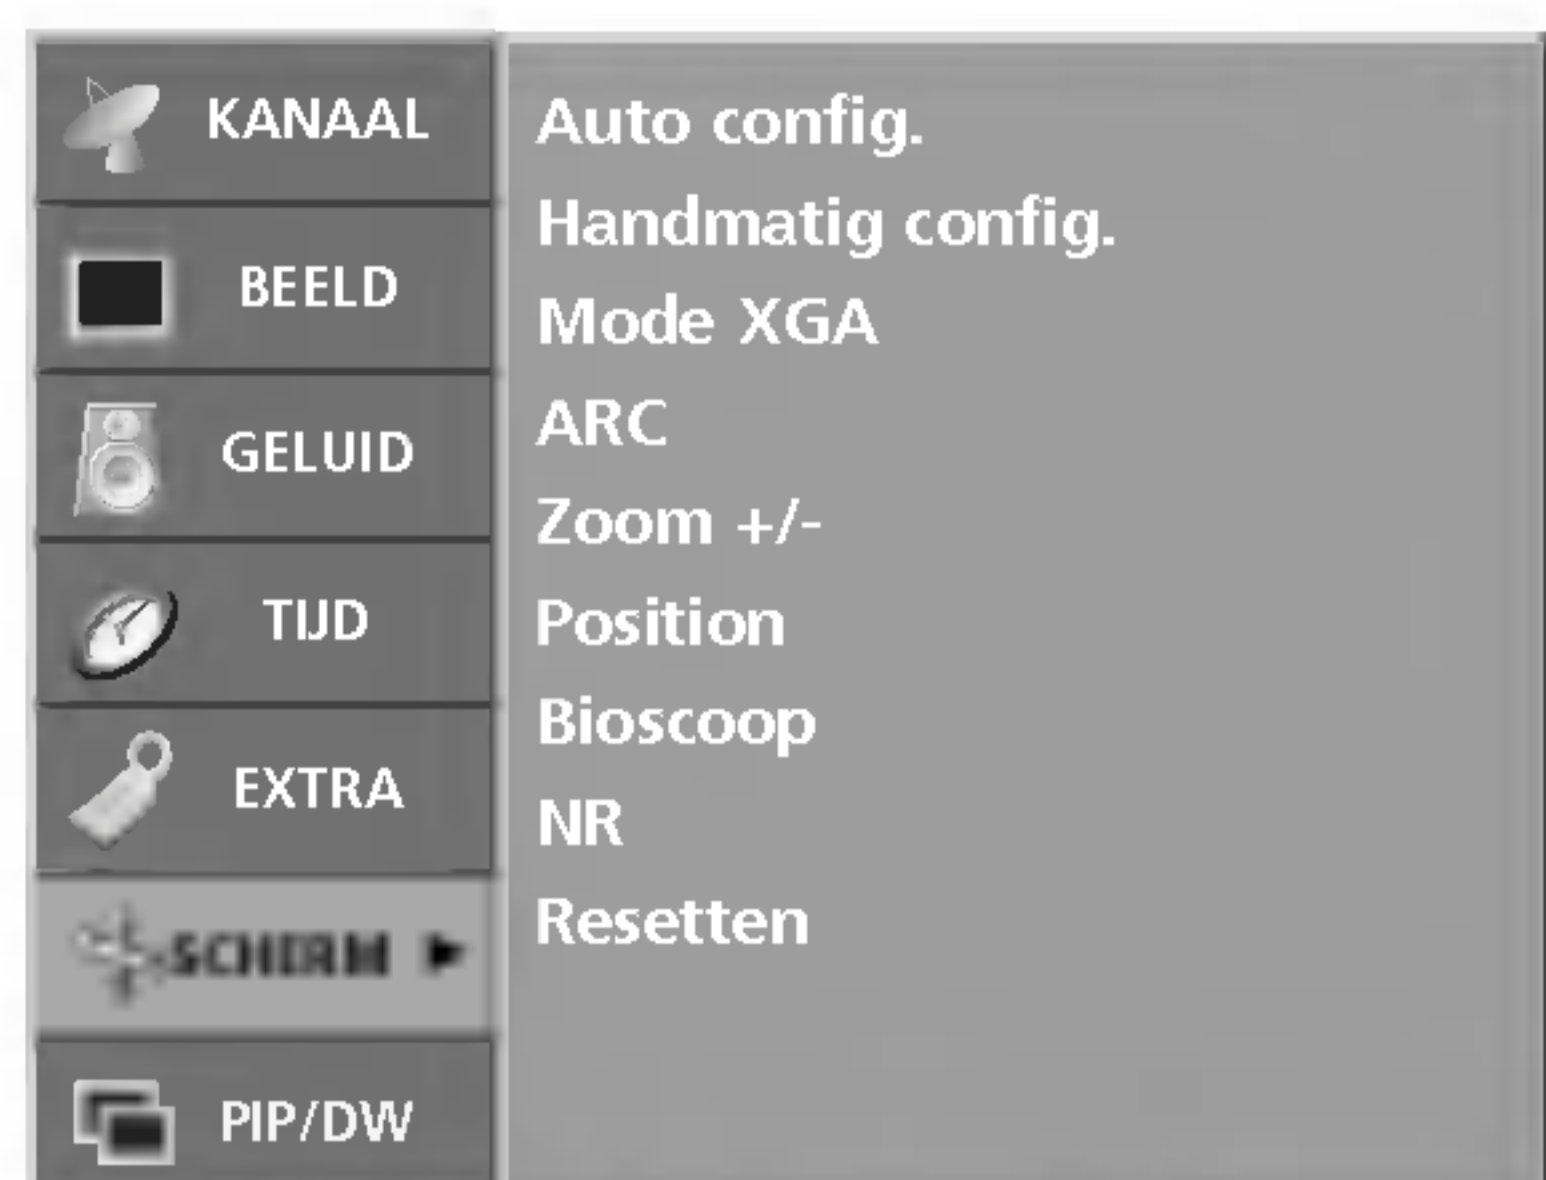 KANAAL
BEELD
GELUID
TIJD
EXTRA
SCHERM
PIP/DW
Auto config.
Handmatig config.
Mode XGA
ARC
Zoom +/-
Position
Bioscoop
NR
Resetten